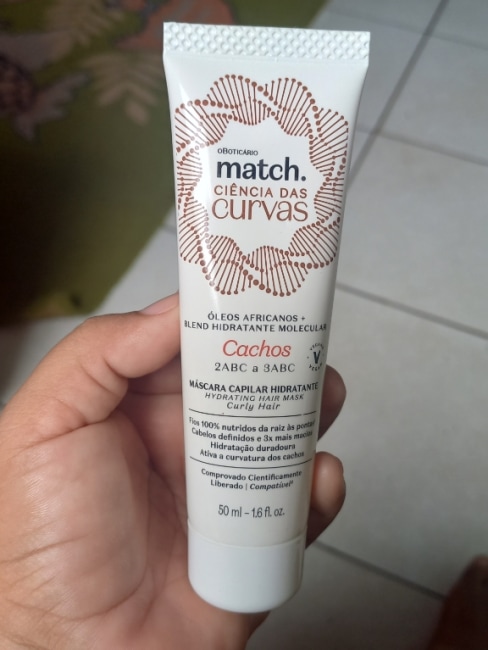 oBOTICÁRIO
match.
CIÊNCIA DAS
curvas
ÓLEOS AFRICANOS +
BLEND HIDRATANTE MOLECULAR
Cachos
2ABC a 3ABC
V
MÁSCARA CAPILAR HIDRATANTE
HYDRATING HAIR MASK
Curly Hair
Fios 100% nutridos da raiz às pontas
Cabelos definidos e 3x mais macios
Hidratação duradoura
Ativa a curvatura dos cachos
Comprovado Cientificamente
Liberado | Compatível*
50 ml - 1.6 fl. oz.